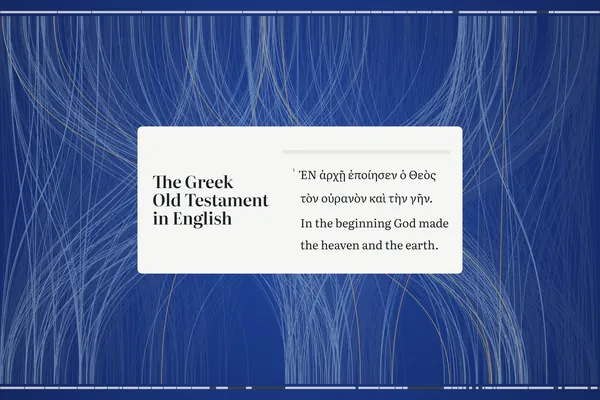 The Greek
Old Testament
in English
ἘΝ ἀρχῇ ἐποίησεν ὁ Θεὸς
τὸν οὐρανὸν καὶ τὴν γῆν.
In the beginning God made
the heaven and the earth.